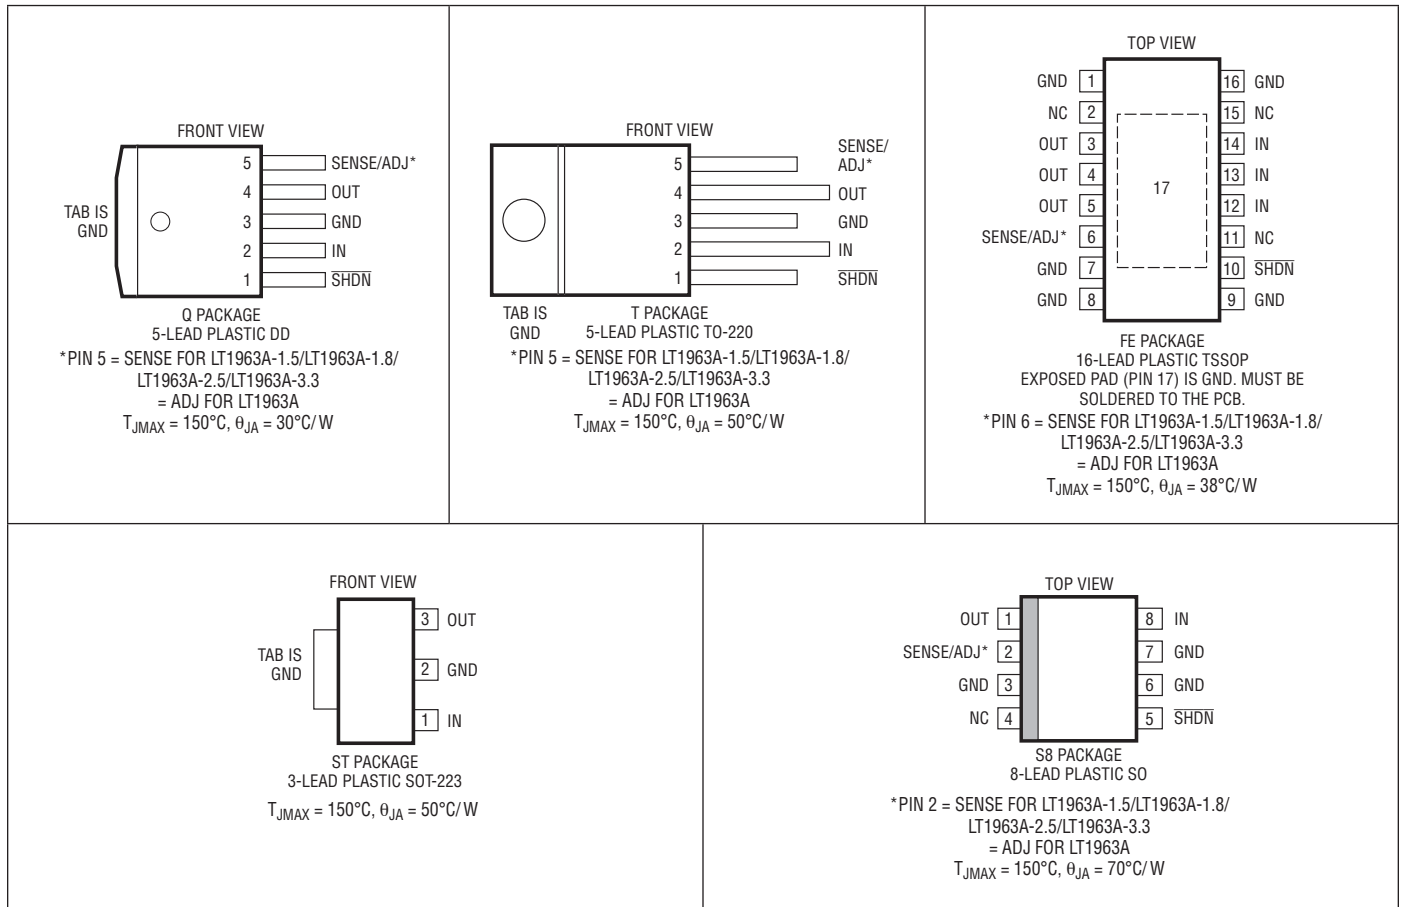 FRONT VIEW
TAB IS
GND
5 SENSE/ADJ*
4 OUT
3 GND
2 IN
1 SHDN
Q PACKAGE
5-LEAD PLASTIC DD
*PIN 5 = SENSE FOR LT1963A-1.5/LT1963A-1.8/
LT1963A-2.5/LT1963A-3.3
= ADJ FOR LT1963A
TJMAX = 150°C, θJA = 30°C/W
FRONT VIEW
SENSE/
5 ADJ*
4 OUT
3 GND
2 IN
1 SHDN
TAB IS
GND
T PACKAGE
5-LEAD PLASTIC TO-220
*PIN 5 = SENSE FOR LT1963A-1.5/LT1963A-1.8/
LT1963A-2.5/LT1963A-3.3
= ADJ FOR LT1963A
TJMAX = 150°C, θJA = 50°C/W
TOP VIEW
GND 1 16 GND
NC 2 15 NC
OUT 3 14 IN
OUT 4 13 IN
17
OUT 5 12 IN
SENSE/ADJ* 6 11 NC
GND 7 10 SHDN
GND 8 9 GND
FE PACKAGE
16-LEAD PLASTIC TSSOP
EXPOSED PAD (PIN 17) IS GND. MUST BE
SOLDERED TO THE PCB.
*PIN 6 = SENSE FOR LT1963A-1.5/LT1963A-1.8/
LT1963A-2.5/LT1963A-3.3
= ADJ FOR LT1963A
TJMAX = 150°C, θJA = 38°C/W
FRONT VIEW
TAB IS
GND
3 OUT
2 GND
1 IN
ST PACKAGE
3-LEAD PLASTIC SOT-223
TJMAX = 150°C, θJA = 50°C/W
TOP VIEW
OUT 1 8 IN
SENSE/ADJ* 2 7 GND
GND 3 6 GND
NC 4 5 SHDN
S8 PACKAGE
8-LEAD PLASTIC SO
*PIN 2 = SENSE FOR LT1963A-1.5/LT1963A-1.8/
LT1963A-2.5/LT1963A-3.3
= ADJ FOR LT1963A
TJMAX = 150°C, θJA = 70°C/W